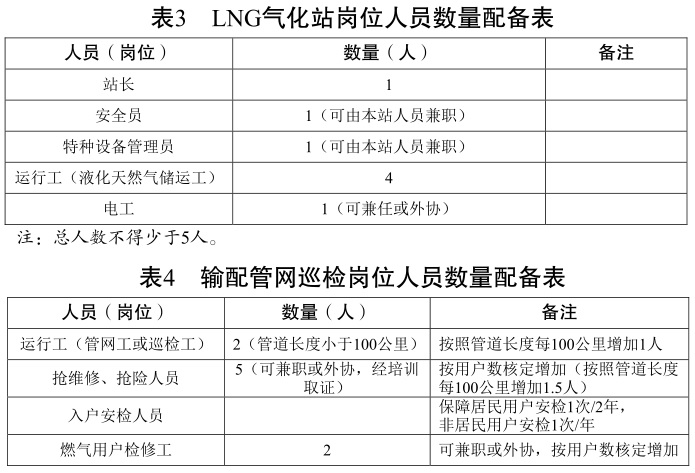 表3 LNG气化站岗位人员数量配备表
人员（岗位） 数量（人） 备注
站长 1
安全员 1（可由本站人员兼职）
特种设备管理员 1（可由本站人员兼职）
运行工（液化天然气储运工） 4
电工 1（可兼任或外协）
注：总人数不得少于5人。
表4 输配管网巡检岗位人员数量配备表
人员（岗位） 数量（人） 备注
运行工（管网工或巡检工） 2（管道长度小于100公里） 按照管道长度每100公里增加1人
抢维修、抢险人员 5（可兼职或外协，经培训取证） 按用户数核定增加（按照管道长度每100公里增加1.5人）
入户安检人员 保障居民用户安检1次/2年，非居民用户安检1次/年
燃气用户检修工 2 可兼职或外协，按用户数核定增加